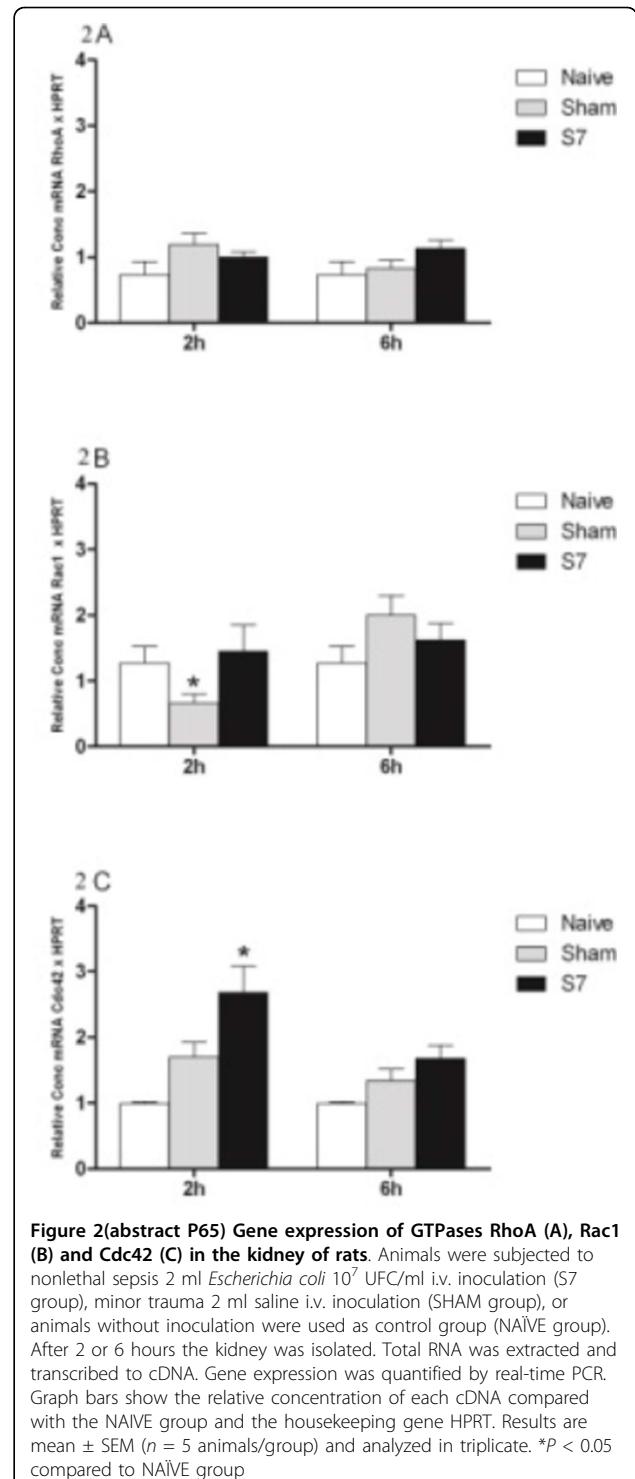 2 A
4
3
2
1
0
Relative Conc mRNA RhoA x HPRT
Naive
Sham
S7
2h
6h
2 B
4
3
2
1
0
Relative Conc mRNA Rac1 x HPRT
Naive
Sham
S7
*
2h
6h
2 C
4
3
2
1
0
Relative Conc mRNA Cdc42 x HPRT
Naive
Sham
S7
*
2h
6h
Figure 2(abstract P65) Gene expression of GTPases RhoA (A), Rac1
(B) and Cdc42 (C) in the kidney of rats. Animals were subjected to
nonlethal sepsis 2 ml Escherichia coli 10⁷ UFC/ml i.v. inoculation (S7
group), minor trauma 2 ml saline i.v. inoculation (SHAM group), or
animals without inoculation were used as control group (NAÏVE group).
After 2 or 6 hours the kidney was isolated. Total RNA was extracted and
transcribed to cDNA. Gene expression was quantified by real-time PCR.
Graph bars show the relative concentration of each cDNA compared
with the NAIVE group and the housekeeping gene HPRT. Results are
mean ± SEM (n = 5 animals/group) and analyzed in triplicate. *P < 0.05
compared to NAÏVE group